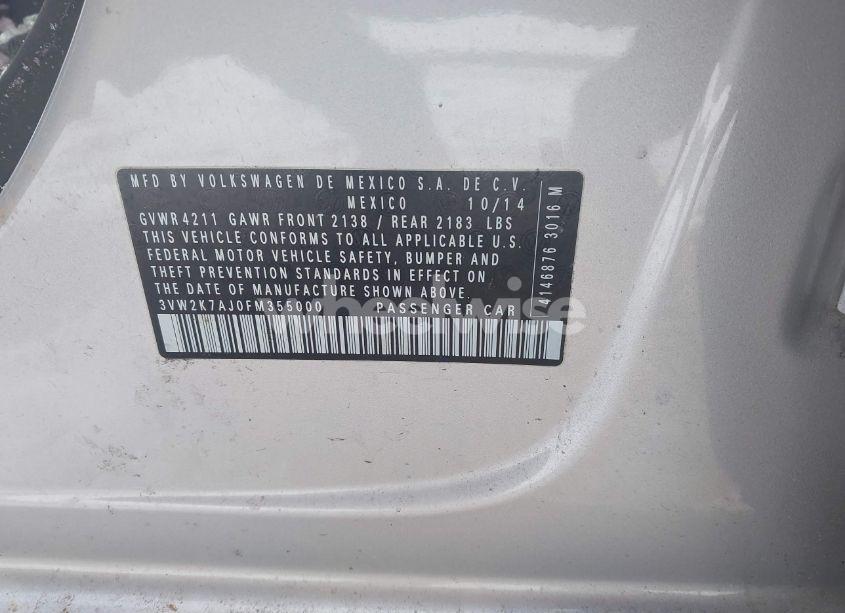 MFD BY VOLKSWAGEN DE MEXICO S.A. DE C.V.
MEXICO 10/14
GVWR 4211 GAWR FRONT 2138 / REAR 2183 LBS
THIS VEHICLE CONFORMS TO ALL APPLICABLE U.S.
FEDERAL MOTOR VEHICLE SAFETY, BUMPER AND
THEFT PREVENTION STANDARDS IN EFFECT ON
THE DATE OF MANUFACTURE SHOWN ABOVE.
3VW2K7AJ0FM355000 PASSENGER CAR
4146876 3016 M
wheelwise